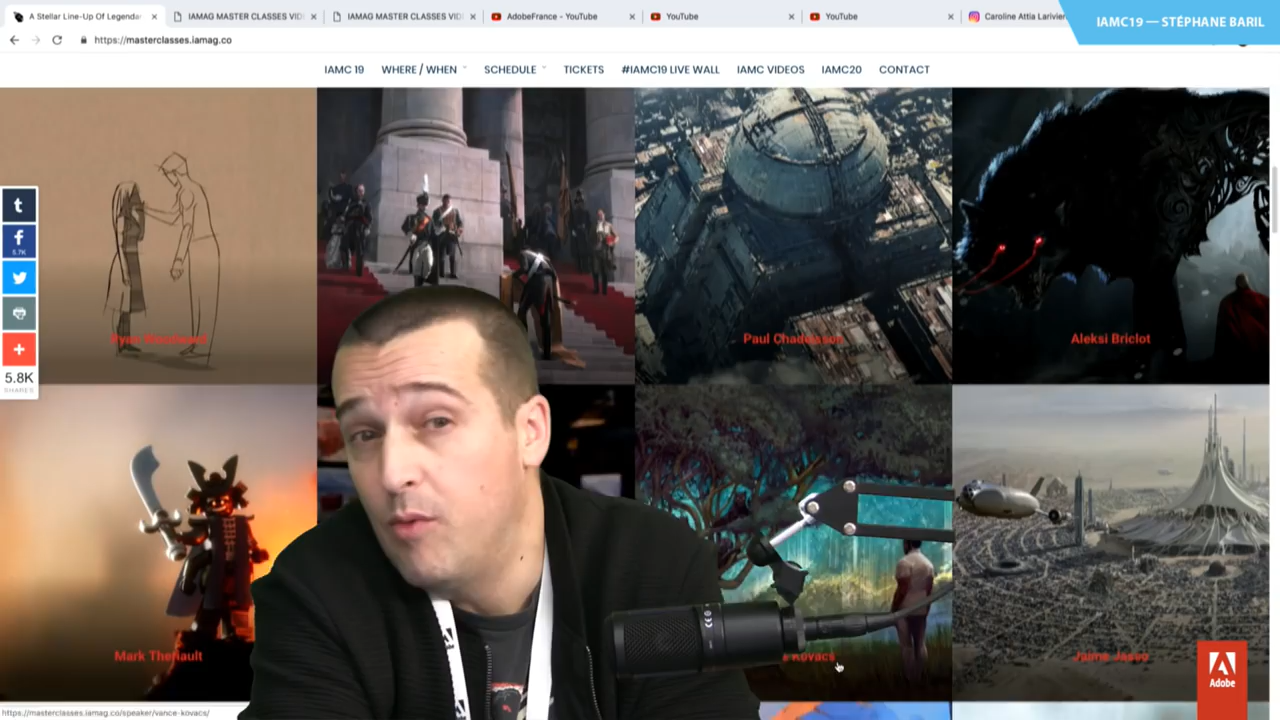 A Stellar Line-Up Of Legendar
IAMAG MASTER CLASSES VID
IAMAG MASTER CLASSES VID
AdobeFrance - YouTube
YouTube
YouTube
Caroline Attia Larivier
IAMC19 — STÉPHANE BARIL
https://masterclasses.iamag.co
IAMC 19
WHERE / WHEN
SCHEDULE
TICKETS
#IAMC19 LIVE WALL
IAMC VIDEOS
IAMC20
CONTACT
5.7K
5.8K
SHARES
Paul
Aleksi Briclot
Mark Theriault
Kovacs
Jaime Jasso
Adobe
https://masterclasses.iamag.co/speaker/vance-kovacs/